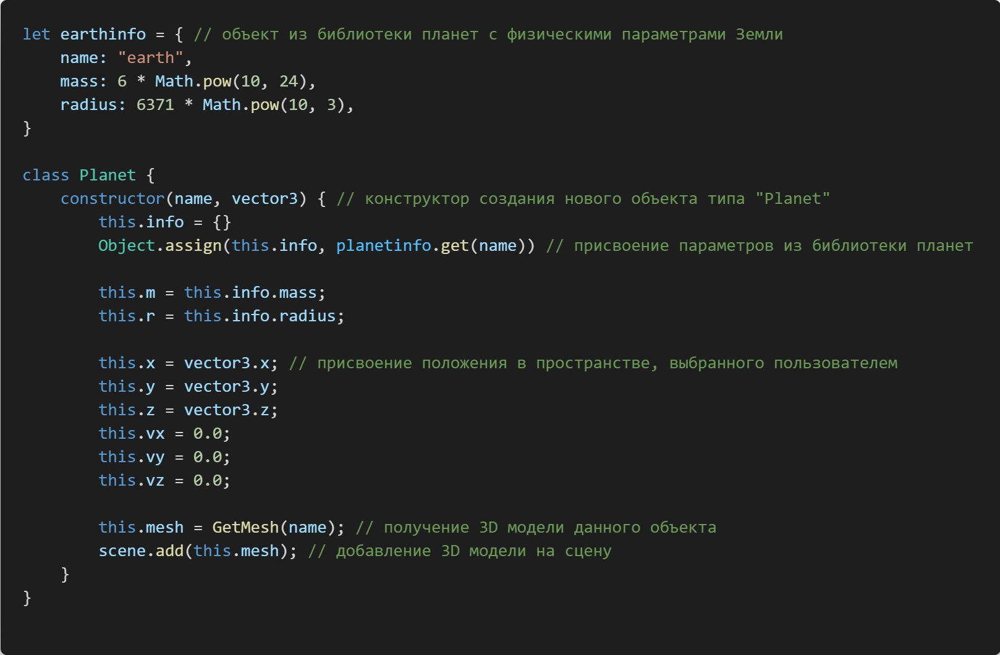 let earthinfo = { // объект из библиотеки планет с физическими параметрами Земли
    name: "earth",
    mass: 6 * Math.pow(10, 24),
    radius: 6371 * Math.pow(10, 3),
}

class Planet {
    constructor(name, vector3) { // конструктор создания нового объекта типа "Planet"
        this.info = {}
        Object.assign(this.info, planetinfo.get(name)) // присвоение параметров из библиотеки планет

        this.m = this.info.mass;
        this.r = this.info.radius;

        this.x = vector3.x; // присвоение положения в пространстве, выбранного пользователем
        this.y = vector3.y;
        this.z = vector3.z;
        this.vx = 0.0;
        this.vy = 0.0;
        this.vz = 0.0;

        this.mesh = GetMesh(name); // получение 3D модели данного объекта
        scene.add(this.mesh); // добавление 3D модели на сцену
    }
}